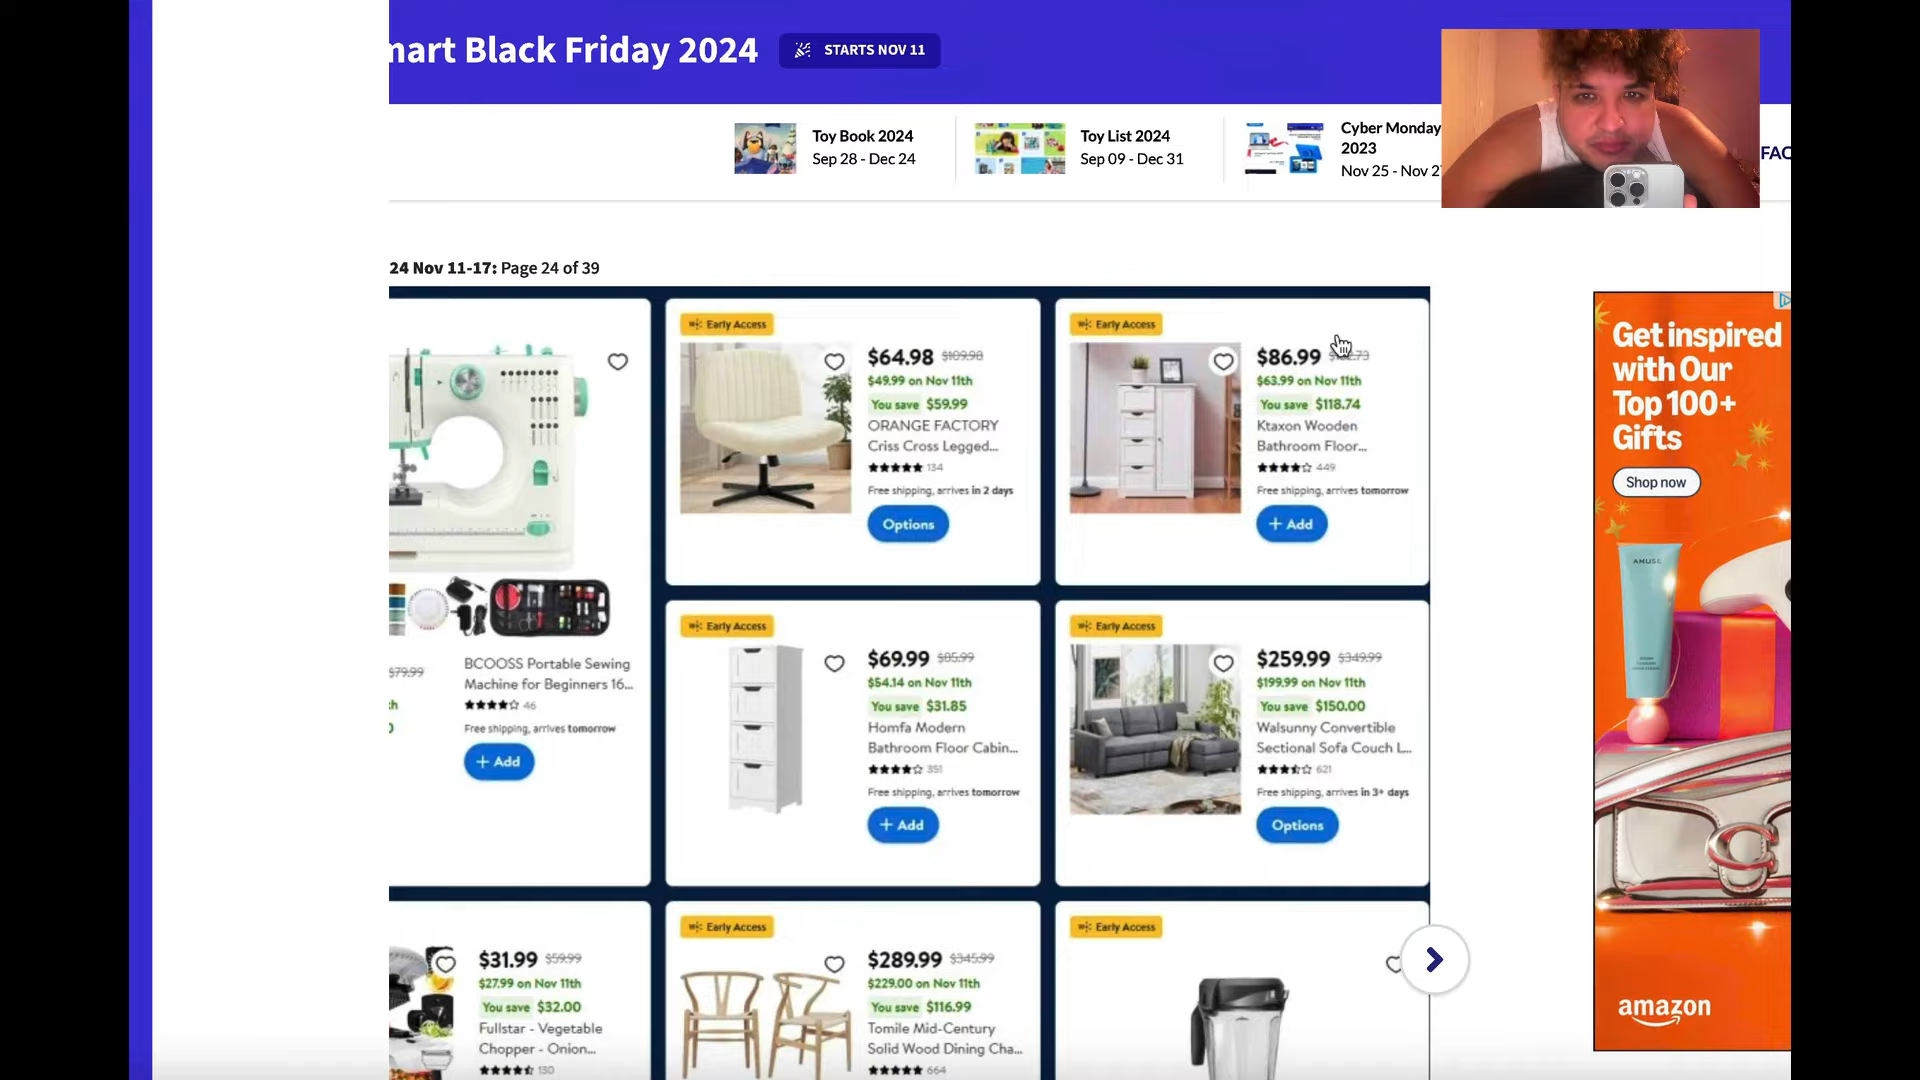 mart Black Friday 2024
STARTS NOV 11
Toy Book 2024
Sep 28 - Dec 24
Toy List 2024
Sep 09 - Dec 31
Cyber Monday
2023
Nov 25 - Nov 2
FAC
24 Nov 11-17: Page 24 of 39
$79.99
BCOOSS Portable Sewing
Machine for Beginners 16...
46
Free shipping, arrives tomorrow
+ Add
Early Access
$64.98 $109.98
$49.99 on Nov 11th
You save $59.99
ORANGE FACTORY
Criss Cross Legged...
134
Free shipping, arrives in 2 days
Options
Early Access
$86.99
$63.99 on Nov 11th
You save $118.74
Ktaxon Wooden
Bathroom Floor...
449
Free shipping, arrives tomorrow
+ Add
Early Access
$69.99 $85.99
$54.14 on Nov 11th
You save $31.85
Homfa Modern
Bathroom Floor Cabin...
351
Free shipping, arrives tomorrow
+ Add
Early Access
$259.99 $349.99
$199.99 on Nov 11th
You save $150.00
Walsunny Convertible
Sectional Sofa Couch L...
621
Free shipping, arrives in 3+ days
Options
$31.99 $59.99
$27.99 on Nov 11th
You save $32.00
Fullstar - Vegetable
Chopper - Onion...
130
Early Access
$289.99 $345.99
$229.00 on Nov 11th
You save $116.99
Tomile Mid-Century
Solid Wood Dining Cha...
664
Early Access
Get inspired
with Our
Top 100+
Gifts
Shop now
AMUSE
amazon